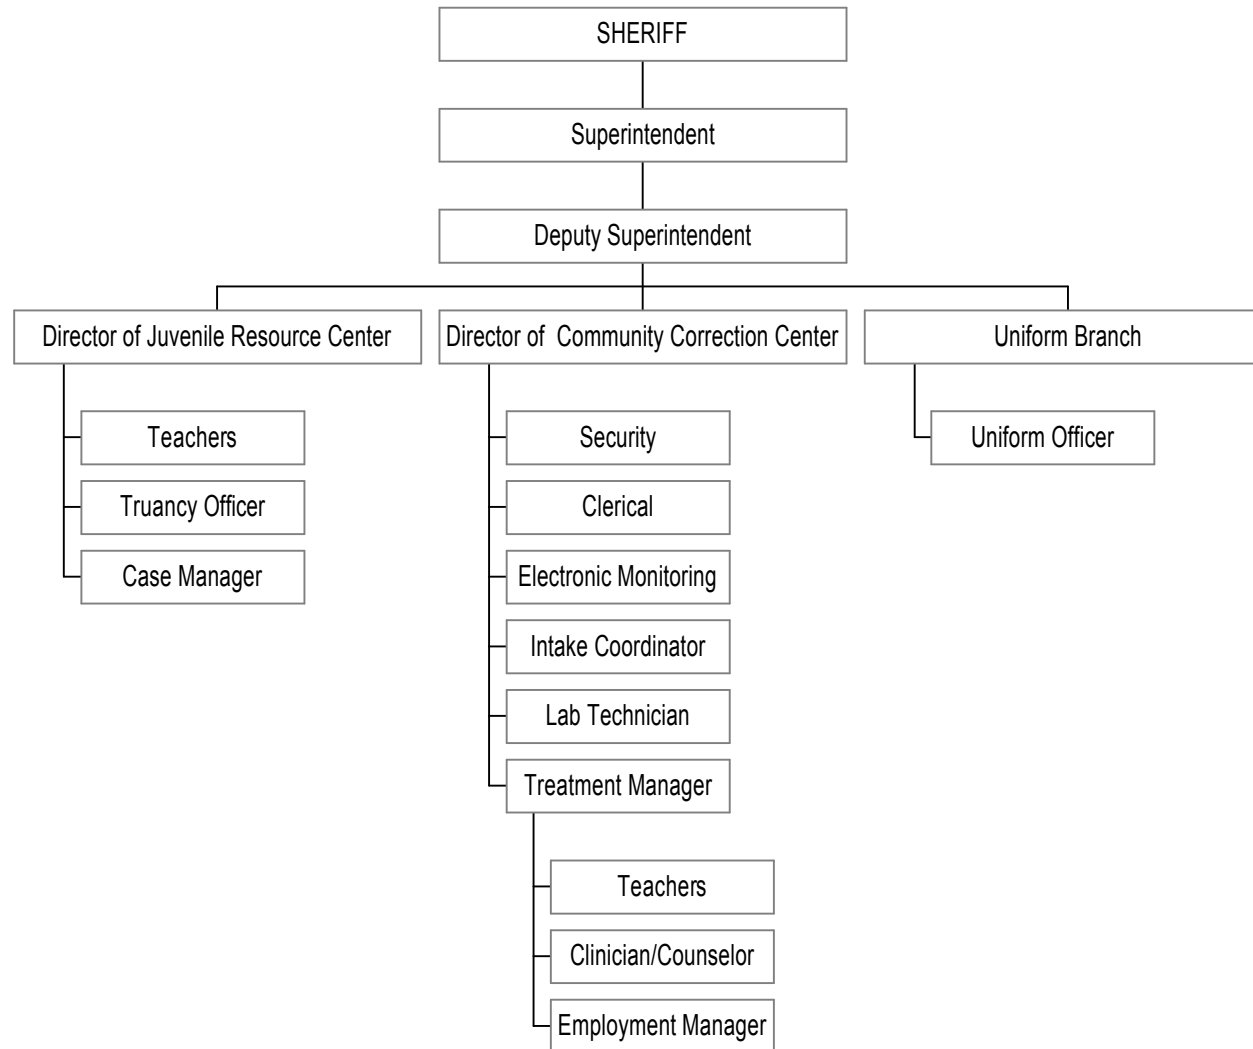 SHERIFF
Superintendent
Deputy Superintendent
Director of Juvenile Resource Center
Director of  Community Correction Center
Uniform Branch
Teachers
Truancy Officer
Case Manager
Security
Clerical
Electronic Monitoring
Intake Coordinator
Lab Technician
Treatment Manager
Teachers
Clinician/Counselor
Employment Manager
Uniform Officer